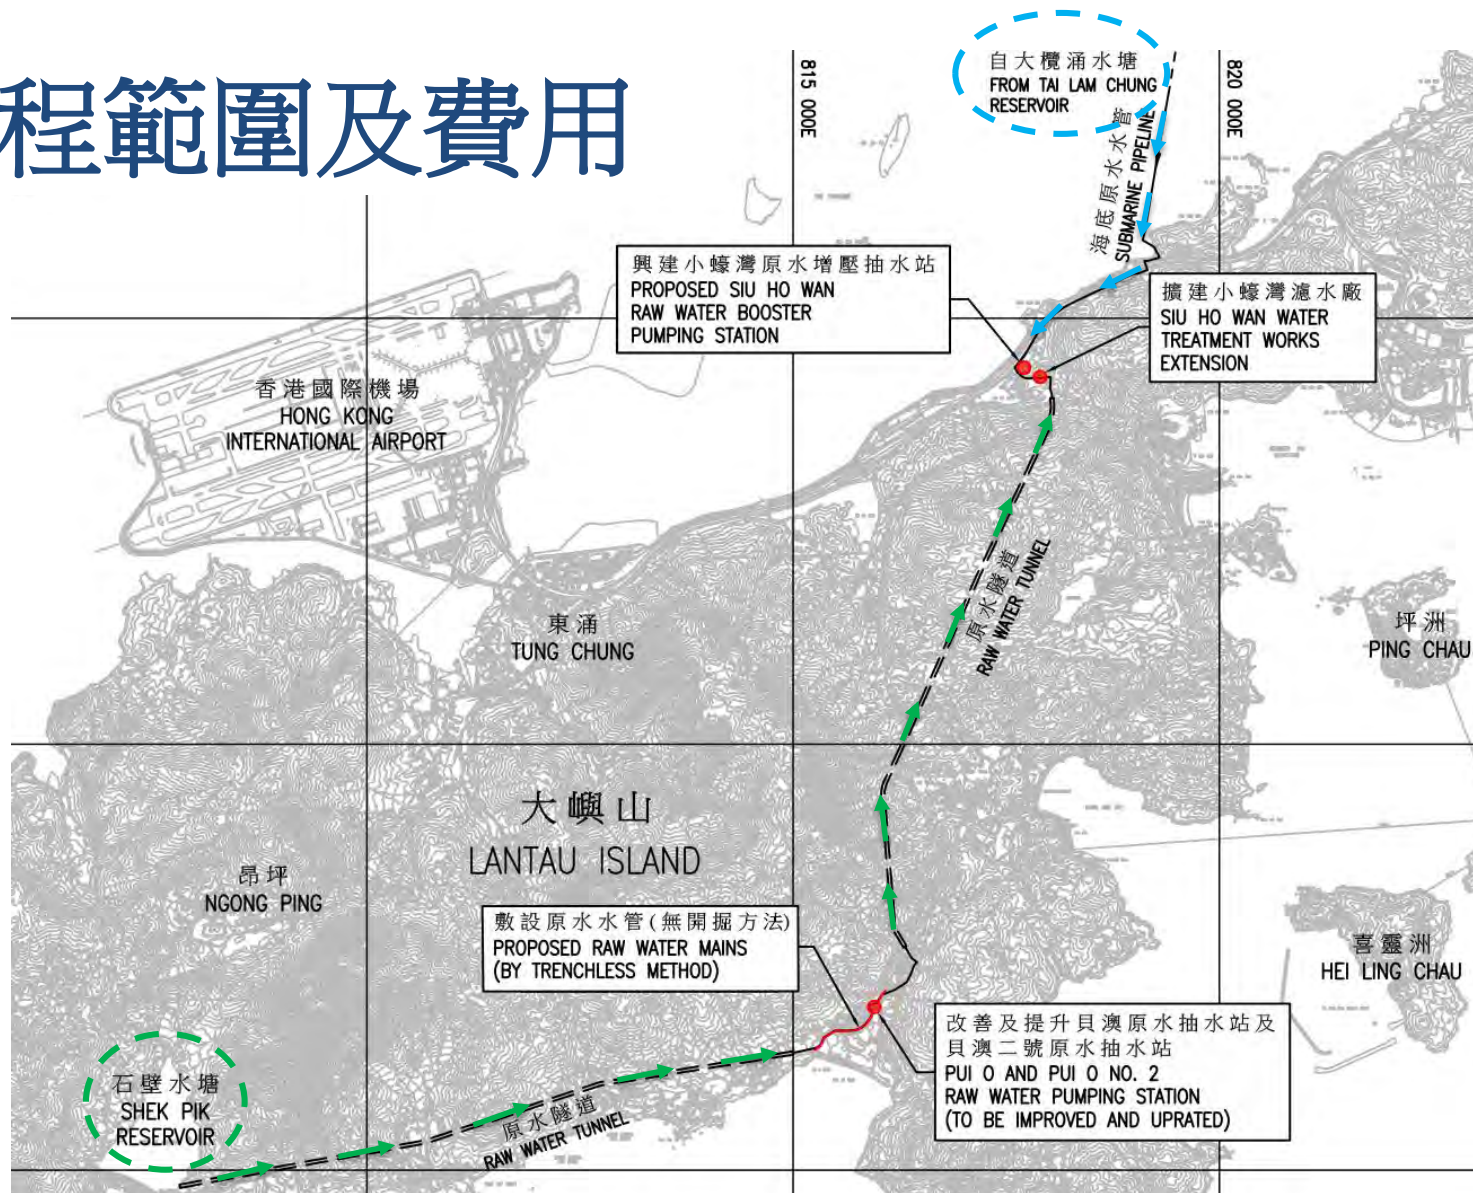 程範圍及費用
自大欖涌水塘
FROM TAI LAM CHUNG
RESERVOIR
815 000E
820 000E
海底原水水管
SUBMARINE PIPELINE
興建小蠔灣原水增壓抽水站
PROPOSED SIU HO WAN
RAW WATER BOOSTER
PUMPING STATION
擴建小蠔灣濾水廠
SIU HO WAN WATER
TREATMENT WORKS
EXTENSION
香港國際機場
HONG KONG
INTERNATIONAL AIRPORT
原水隧道
RAW WATER TUNNEL
東涌
TUNG CHUNG
坪洲
PING CHAU
大嶼山
LANTAU ISLAND
昂坪
NGONG PING
敷設原水水管(無開掘方法)
PROPOSED RAW WATER MAINS
(BY TRENCHLESS METHOD)
喜靈洲
HEI LING CHAU
改善及提升貝澳原水抽水站及
貝澳二號原水抽水站
PUI O AND PUI O NO. 2
RAW WATER PUMPING STATION
(TO BE IMPROVED AND UPRATED)
石壁水塘
SHEK PIK
RESERVOIR
原水隧道
RAW WATER TUNNEL